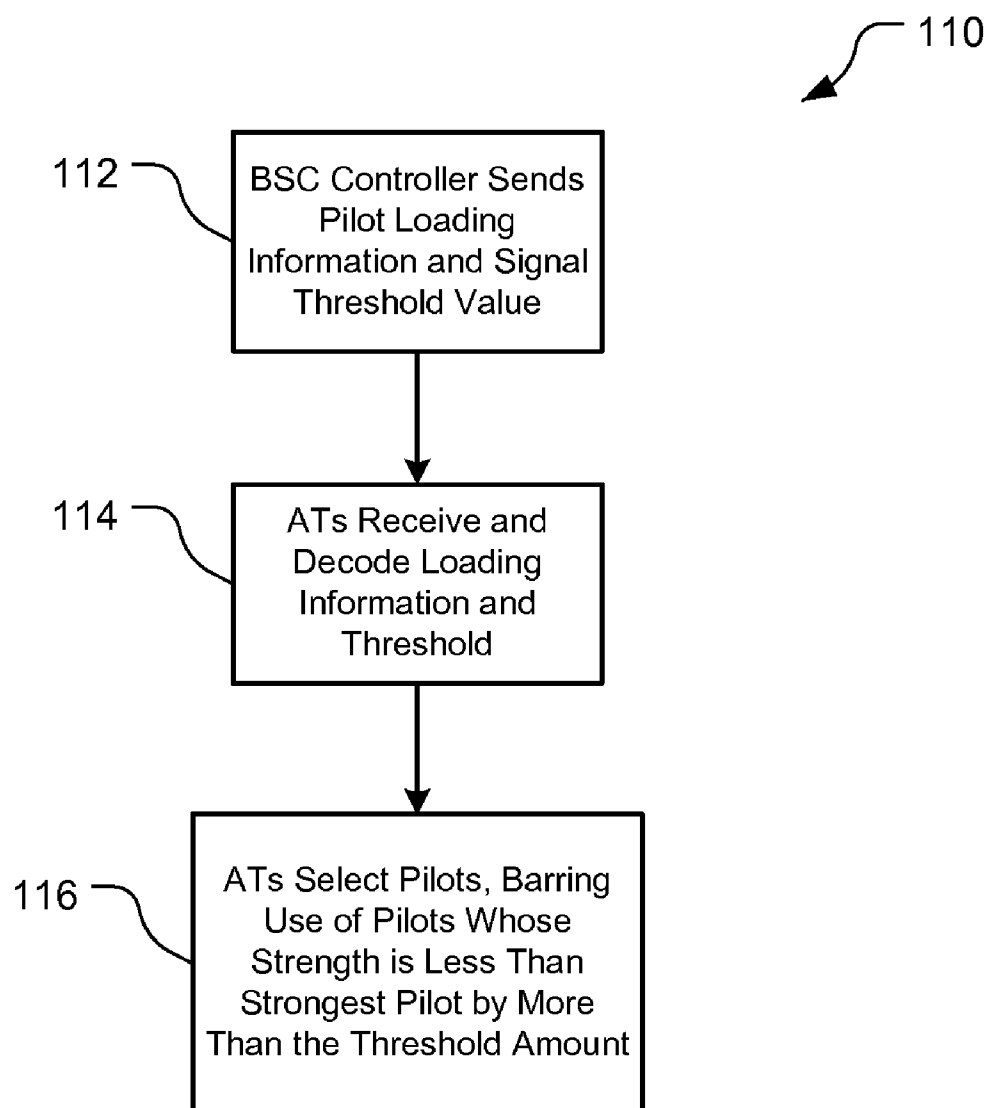 110
112
BSC Controller Sends
Pilot Loading
Information and Signal
Threshold Value
114
ATs Receive and
Decode Loading
Information and
Threshold
116
ATs Select Pilots, Barring
Use of Pilots Whose
Strength is Less Than
Strongest Pilot by More
Than the Threshold Amount